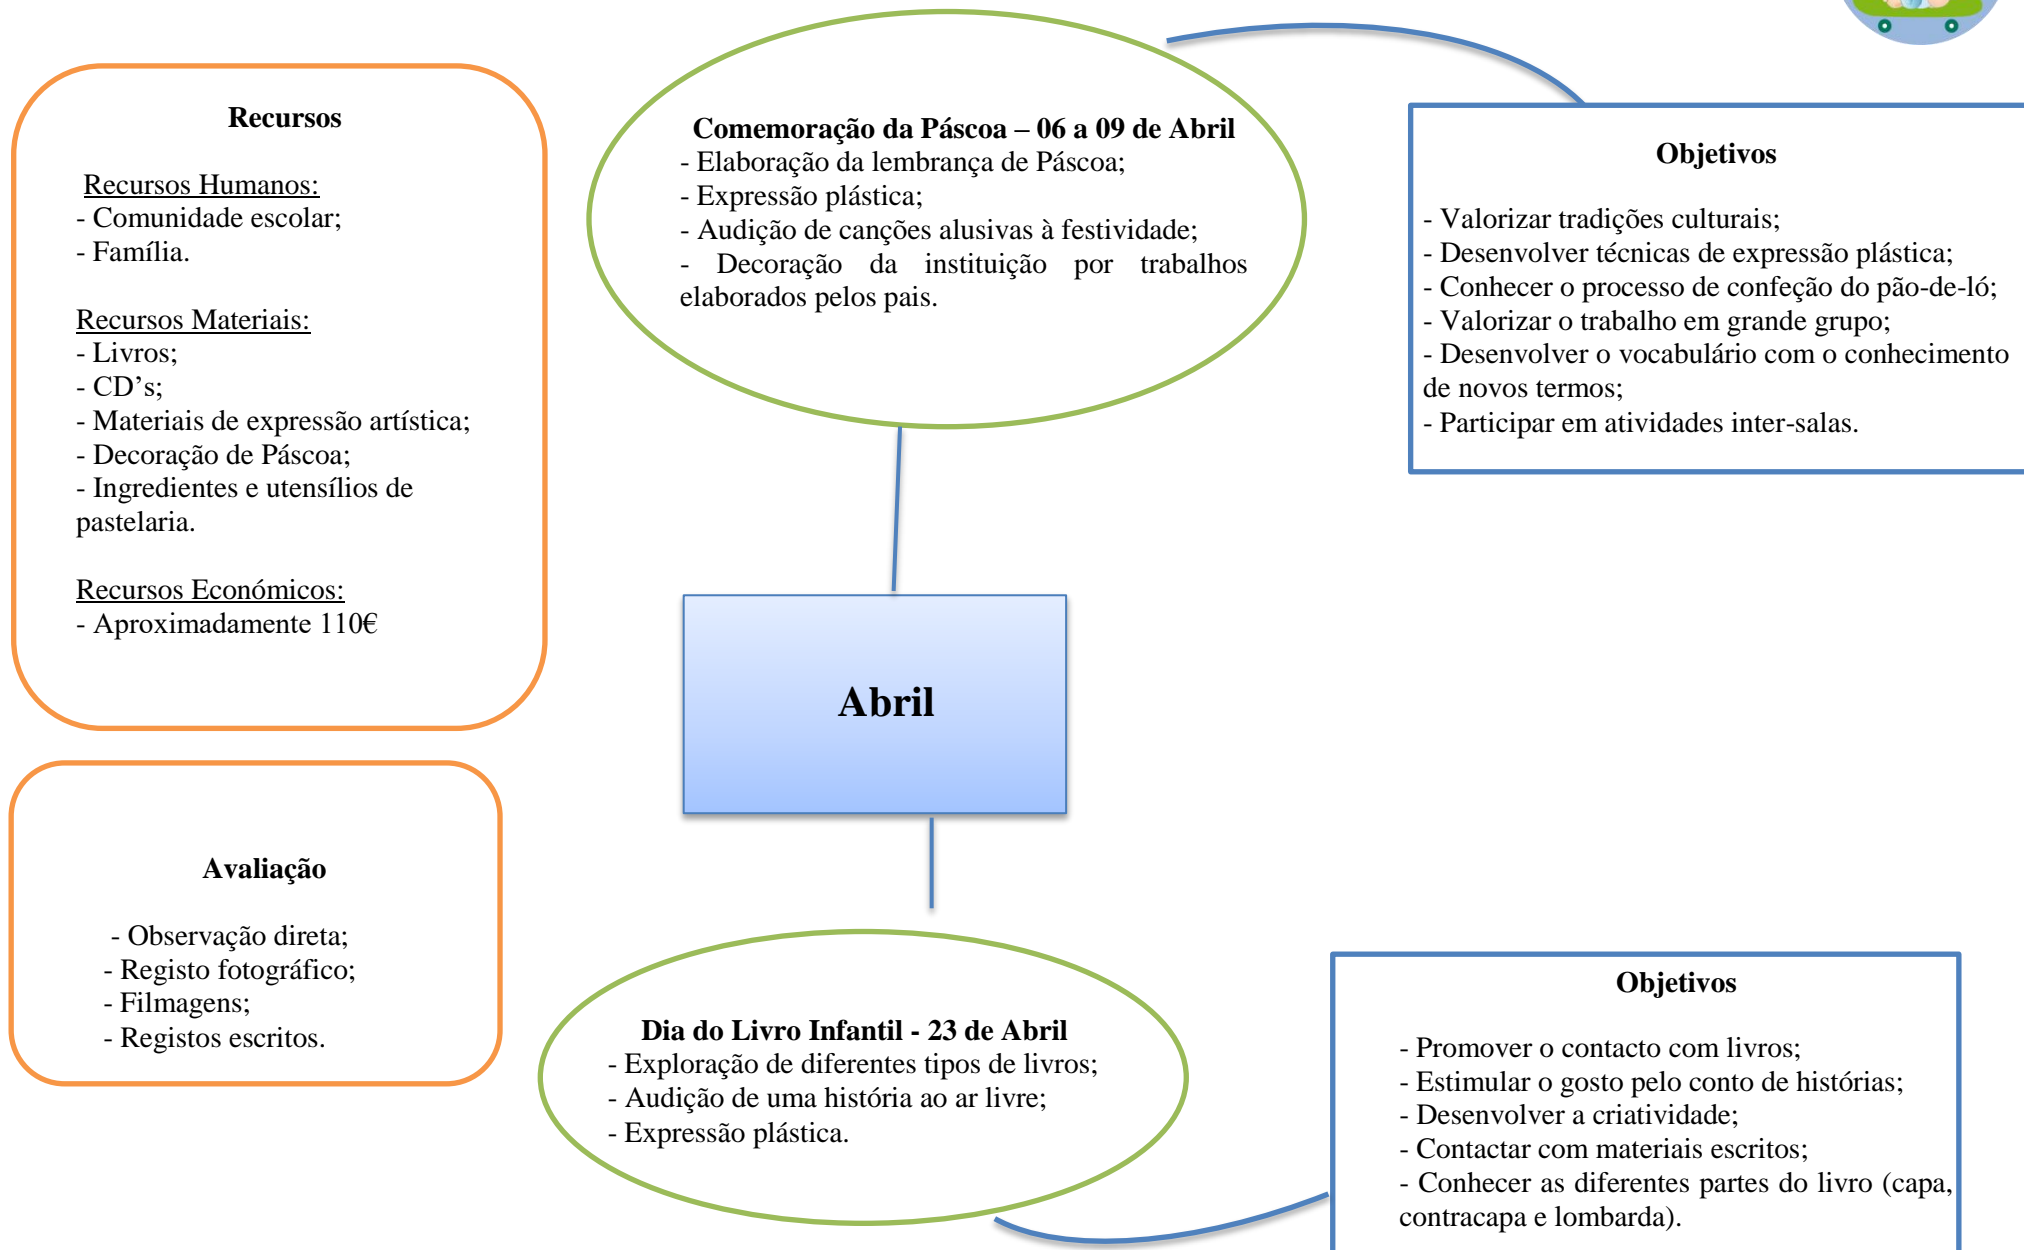 Recursos
Recursos Humanos:
- Comunidade escolar;
- Família.
Recursos Materiais:
- Livros;
- CD’s;
- Materiais de expressão artística;
- Decoração de Páscoa;
- Ingredientes e utensílios de
pastelaria.
Recursos Económicos:
- Aproximadamente 110€
Avaliação
- Observação direta;
- Registo fotográfico;
- Filmagens;
- Registos escritos.
Comemoração da Páscoa – 06 a 09 de Abril
- Elaboração da lembrança de Páscoa;
- Expressão plástica;
- Audição de canções alusivas à festividade;
- Decoração da instituição por trabalhos
elaborados pelos pais.
Abril
Dia do Livro Infantil - 23 de Abril
- Exploração de diferentes tipos de livros;
- Audição de uma história ao ar livre;
- Expressão plástica.
Objetivos
- Valorizar tradições culturais;
- Desenvolver técnicas de expressão plástica;
- Conhecer o processo de confeção do pão-de-ló;
- Valorizar o trabalho em grande grupo;
- Desenvolver o vocabulário com o conhecimento
de novos termos;
- Participar em atividades inter-salas.
Objetivos
- Promover o contacto com livros;
- Estimular o gosto pelo conto de histórias;
- Desenvolver a criatividade;
- Contactar com materiais escritos;
- Conhecer as diferentes partes do livro (capa,
contracapa e lombarda).